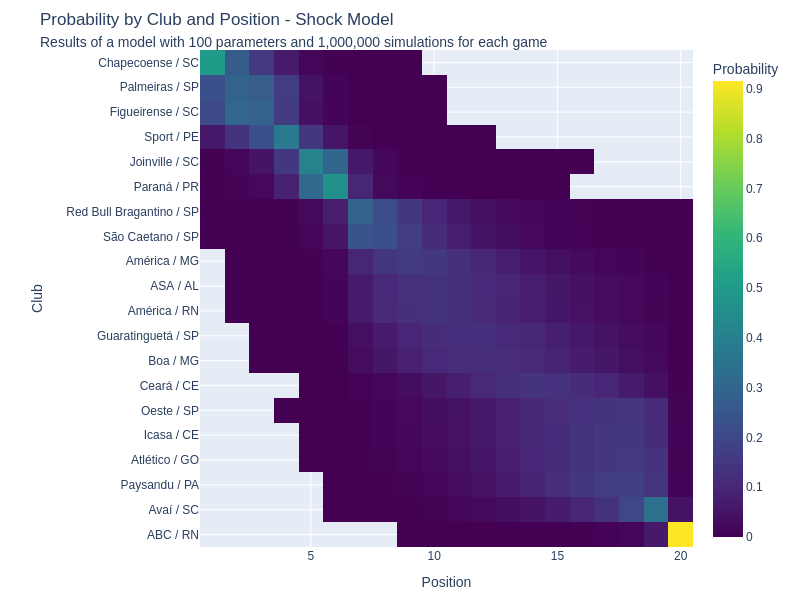 Probability by Club and Position - Shock Model
Results of a model with 100 parameters and 1,000,000 simulations for each game
Probability
Club
Chapecoense / SC
Palmeiras / SP
Figueirense / SC
Sport / PE
Joinville / SC
Paraná / PR
Red Bull Bragantino / SP
São Caetano / SP
América / MG
ASA / AL
América / RN
Guaratinguetá / SP
Boa / MG
Ceará / CE
Oeste / SP
Icasa / CE
Atlético / GO
Paysandu / PA
Avaí / SC
ABC / RN
0.9
0.8
0.7
0.6
0.5
0.4
0.3
0.2
0.1
0
5 10 15 20
Position